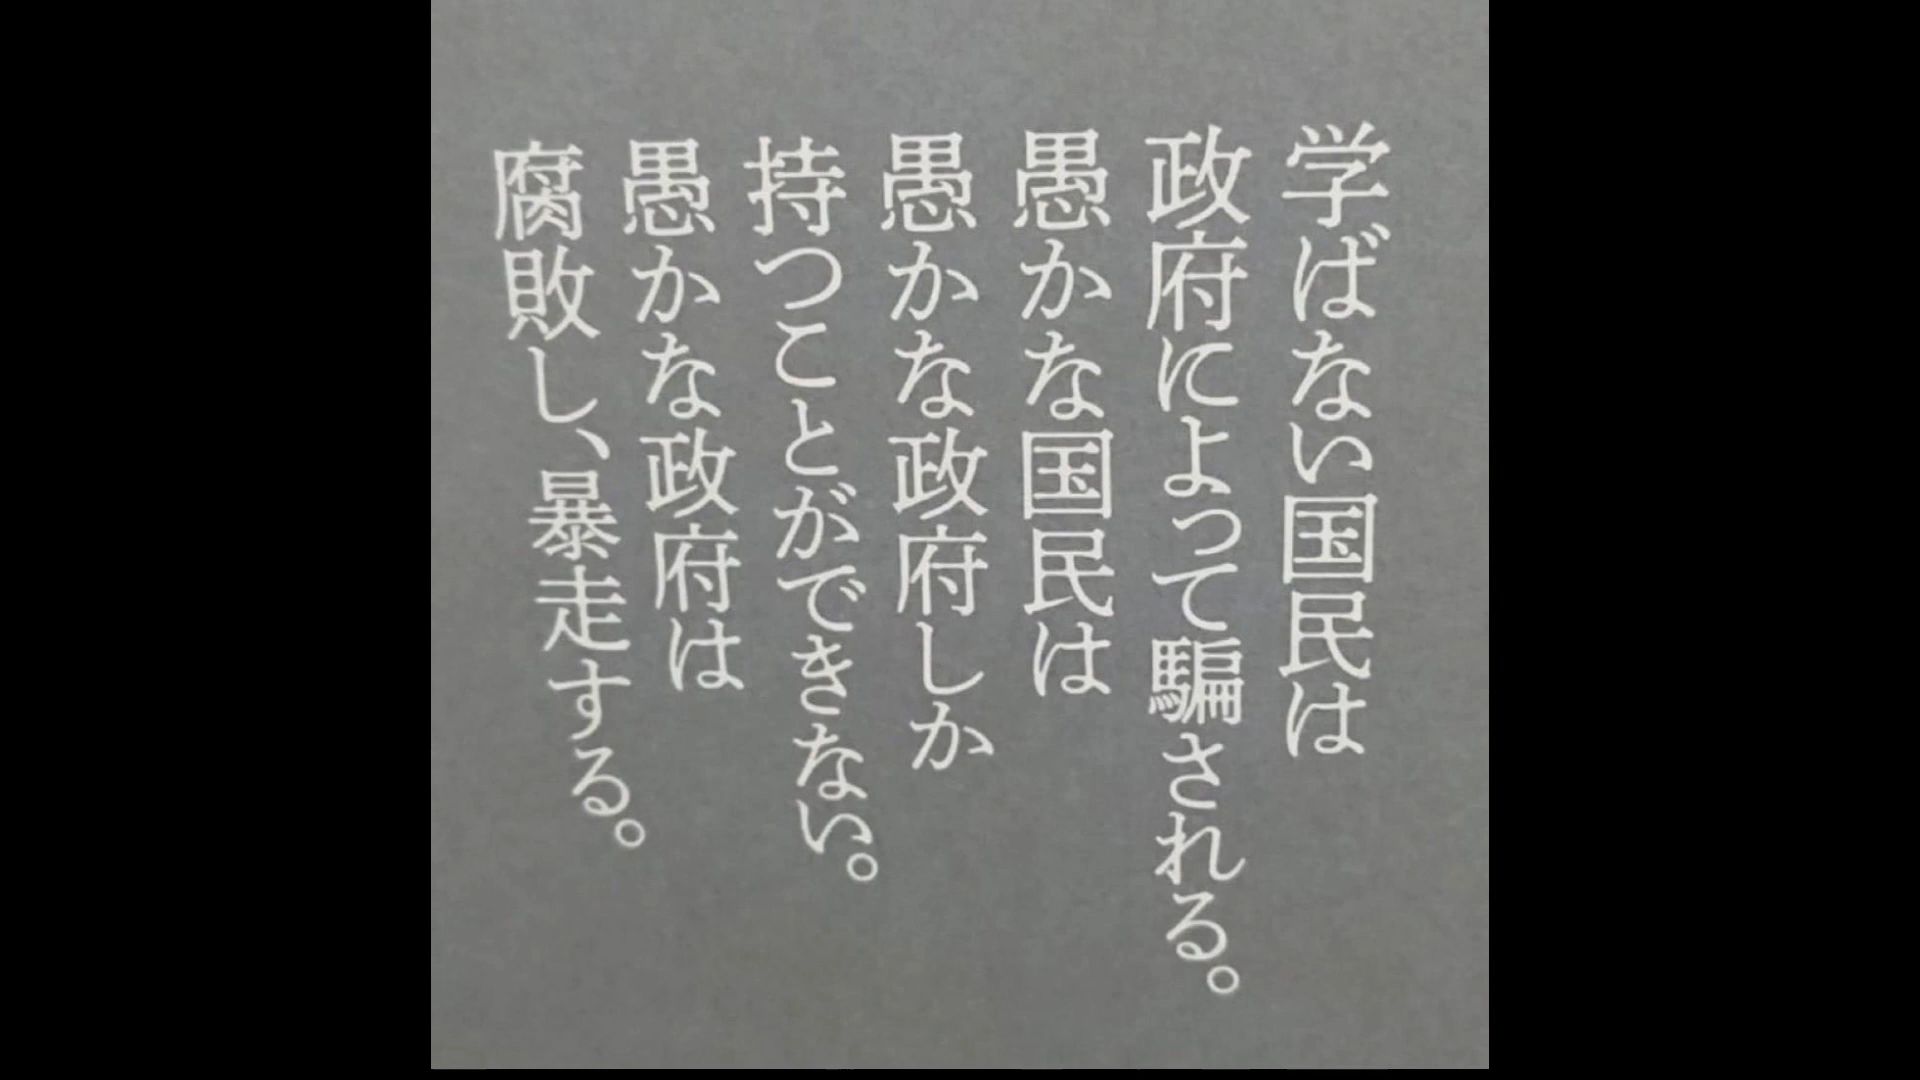 学ばない国民は
政府によって騙される。
愚かな国民は
愚かな政府しか
持つことができない。
愚かな政府は
腐敗し、暴走する。